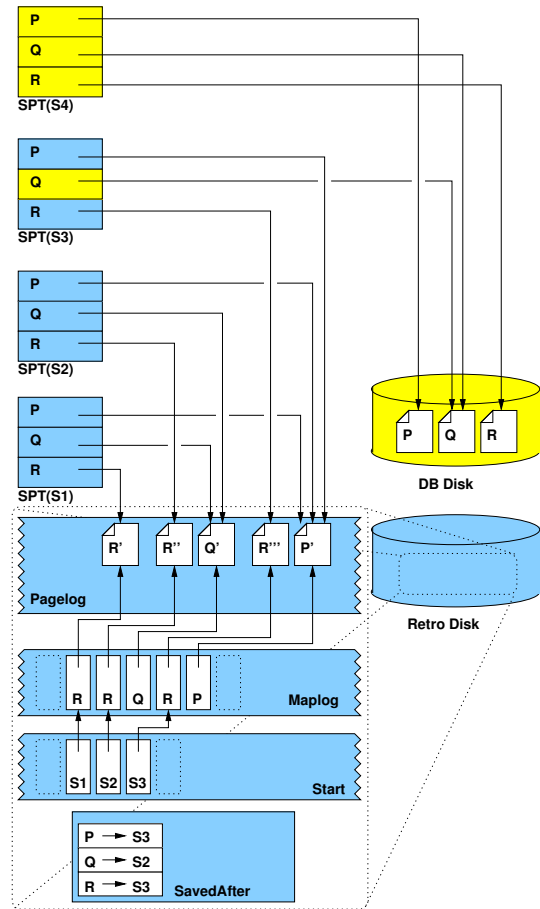 P
Q
R
SPT(S4)
P
Q
R
SPT(S3)
P
Q
R
SPT(S2)
P
Q
R
SPT(S1)
P Q R
DB Disk
R' R'' Q' R''' P'
Pagelog
Retro Disk
R R Q R P
Maplog
S1 S2 S3
Start
P S3
Q S2
R S3
SavedAfter